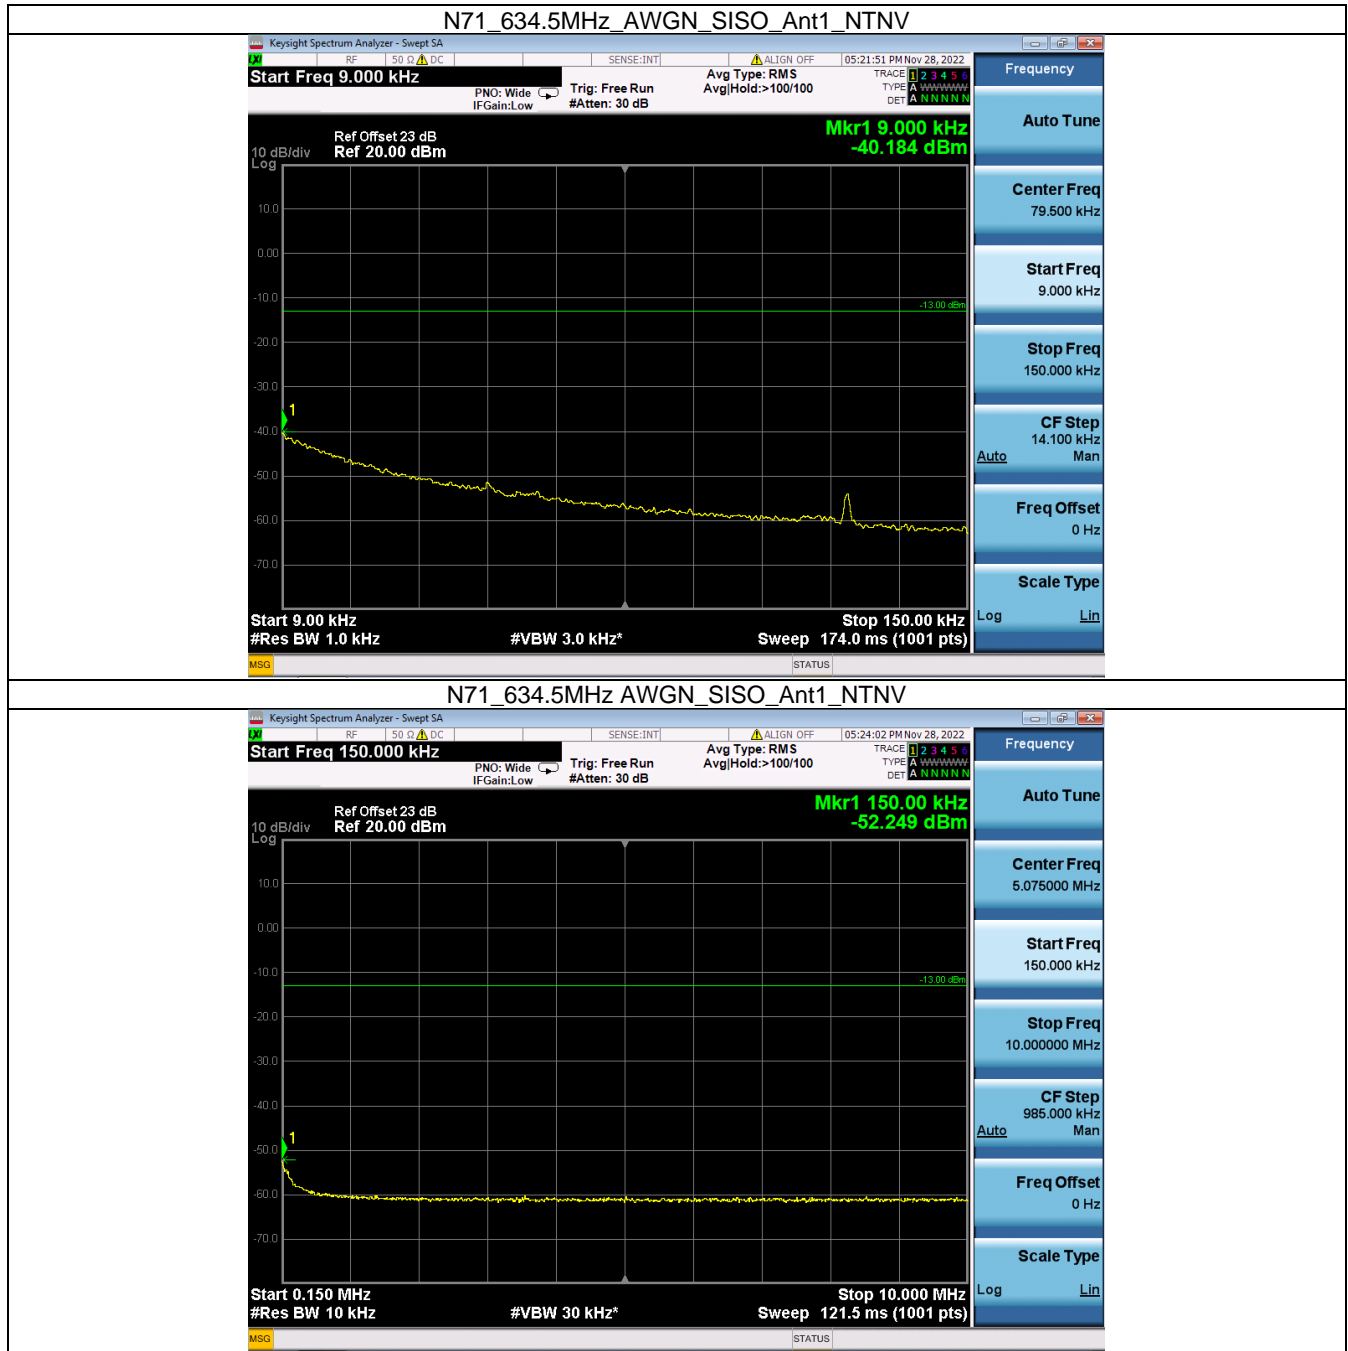 N71_634.5MHz_AWGN_SISO_Ant1_NTNV
Keysight Spectrum Analyzer - Swept SA
LXI RF 50 Ω DC SENSE:INT ALIGN OFF 05:21:51 PM Nov 28, 2022
Start Freq 9.000 kHz
PNO: Wide
IFGain:Low
Trig: Free Run
#Atten: 30 dB
Avg Type: RMS
Avg|Hold:>100/100
TRACE 1 2 3 4 5 6
TYPE A WWWWW
DET A N N N N N
Mkr1 9.000 kHz
-40.184 dBm
Ref Offset 23 dB
10 dB/div Ref 20.00 dBm
Log
10.0
0.00
-10.0
-13.00 dBm
-20.0
-30.0
1
-40.0
-50.0
-60.0
-70.0
Start 9.00 kHz Stop 150.00 kHz
#Res BW 1.0 kHz #VBW 3.0 kHz* Sweep 174.0 ms (1001 pts)
MSG STATUS
Frequency
Auto Tune
Center Freq
79.500 kHz
Start Freq
9.000 kHz
Stop Freq
150.000 kHz
CF Step
14.100 kHz
Auto Man
Freq Offset
0 Hz
Scale Type
Log Lin
N71_634.5MHz AWGN_SISO_Ant1_NTNV
Keysight Spectrum Analyzer - Swept SA
LXI RF 50 Ω DC SENSE:INT ALIGN OFF 05:24:02 PM Nov 28, 2022
Start Freq 150.000 kHz
PNO: Wide
IFGain:Low
Trig: Free Run
#Atten: 30 dB
Avg Type: RMS
Avg|Hold:>100/100
TRACE 1 2 3 4 5 6
TYPE A WWWWW
DET A N N N N N
Mkr1 150.00 kHz
-52.249 dBm
Ref Offset 23 dB
10 dB/div Ref 20.00 dBm
Log
10.0
0.00
-10.0
-13.00 dBm
-20.0
-30.0
-40.0
1
-50.0
-60.0
-70.0
Start 0.150 MHz Stop 10.000 MHz
#Res BW 10 kHz #VBW 30 kHz* Sweep 121.5 ms (1001 pts)
MSG STATUS
Frequency
Auto Tune
Center Freq
5.075000 MHz
Start Freq
150.000 kHz
Stop Freq
10.000000 MHz
CF Step
985.000 kHz
Auto Man
Freq Offset
0 Hz
Scale Type
Log Lin